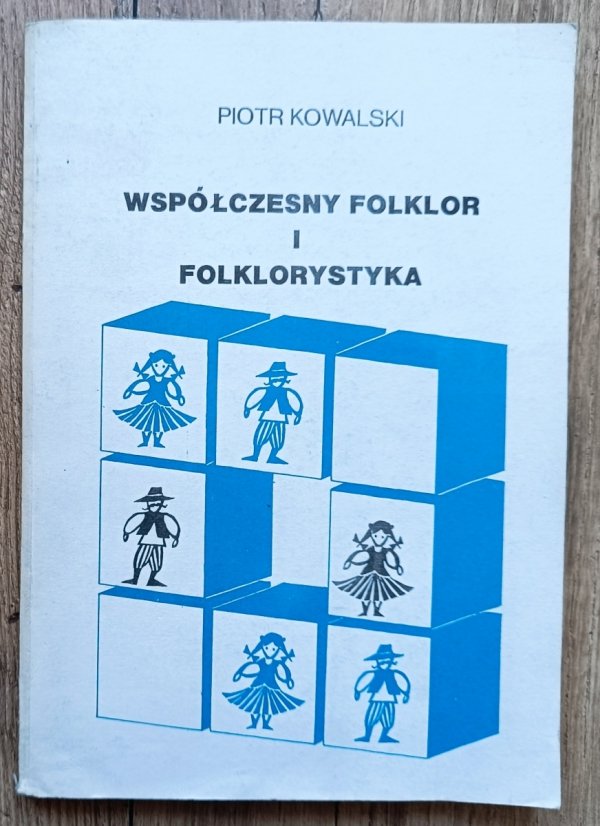 PIOTR KOWALSKI
WSPÓŁCZESNY FOLKLOR
I
FOLKLORYSTYKA